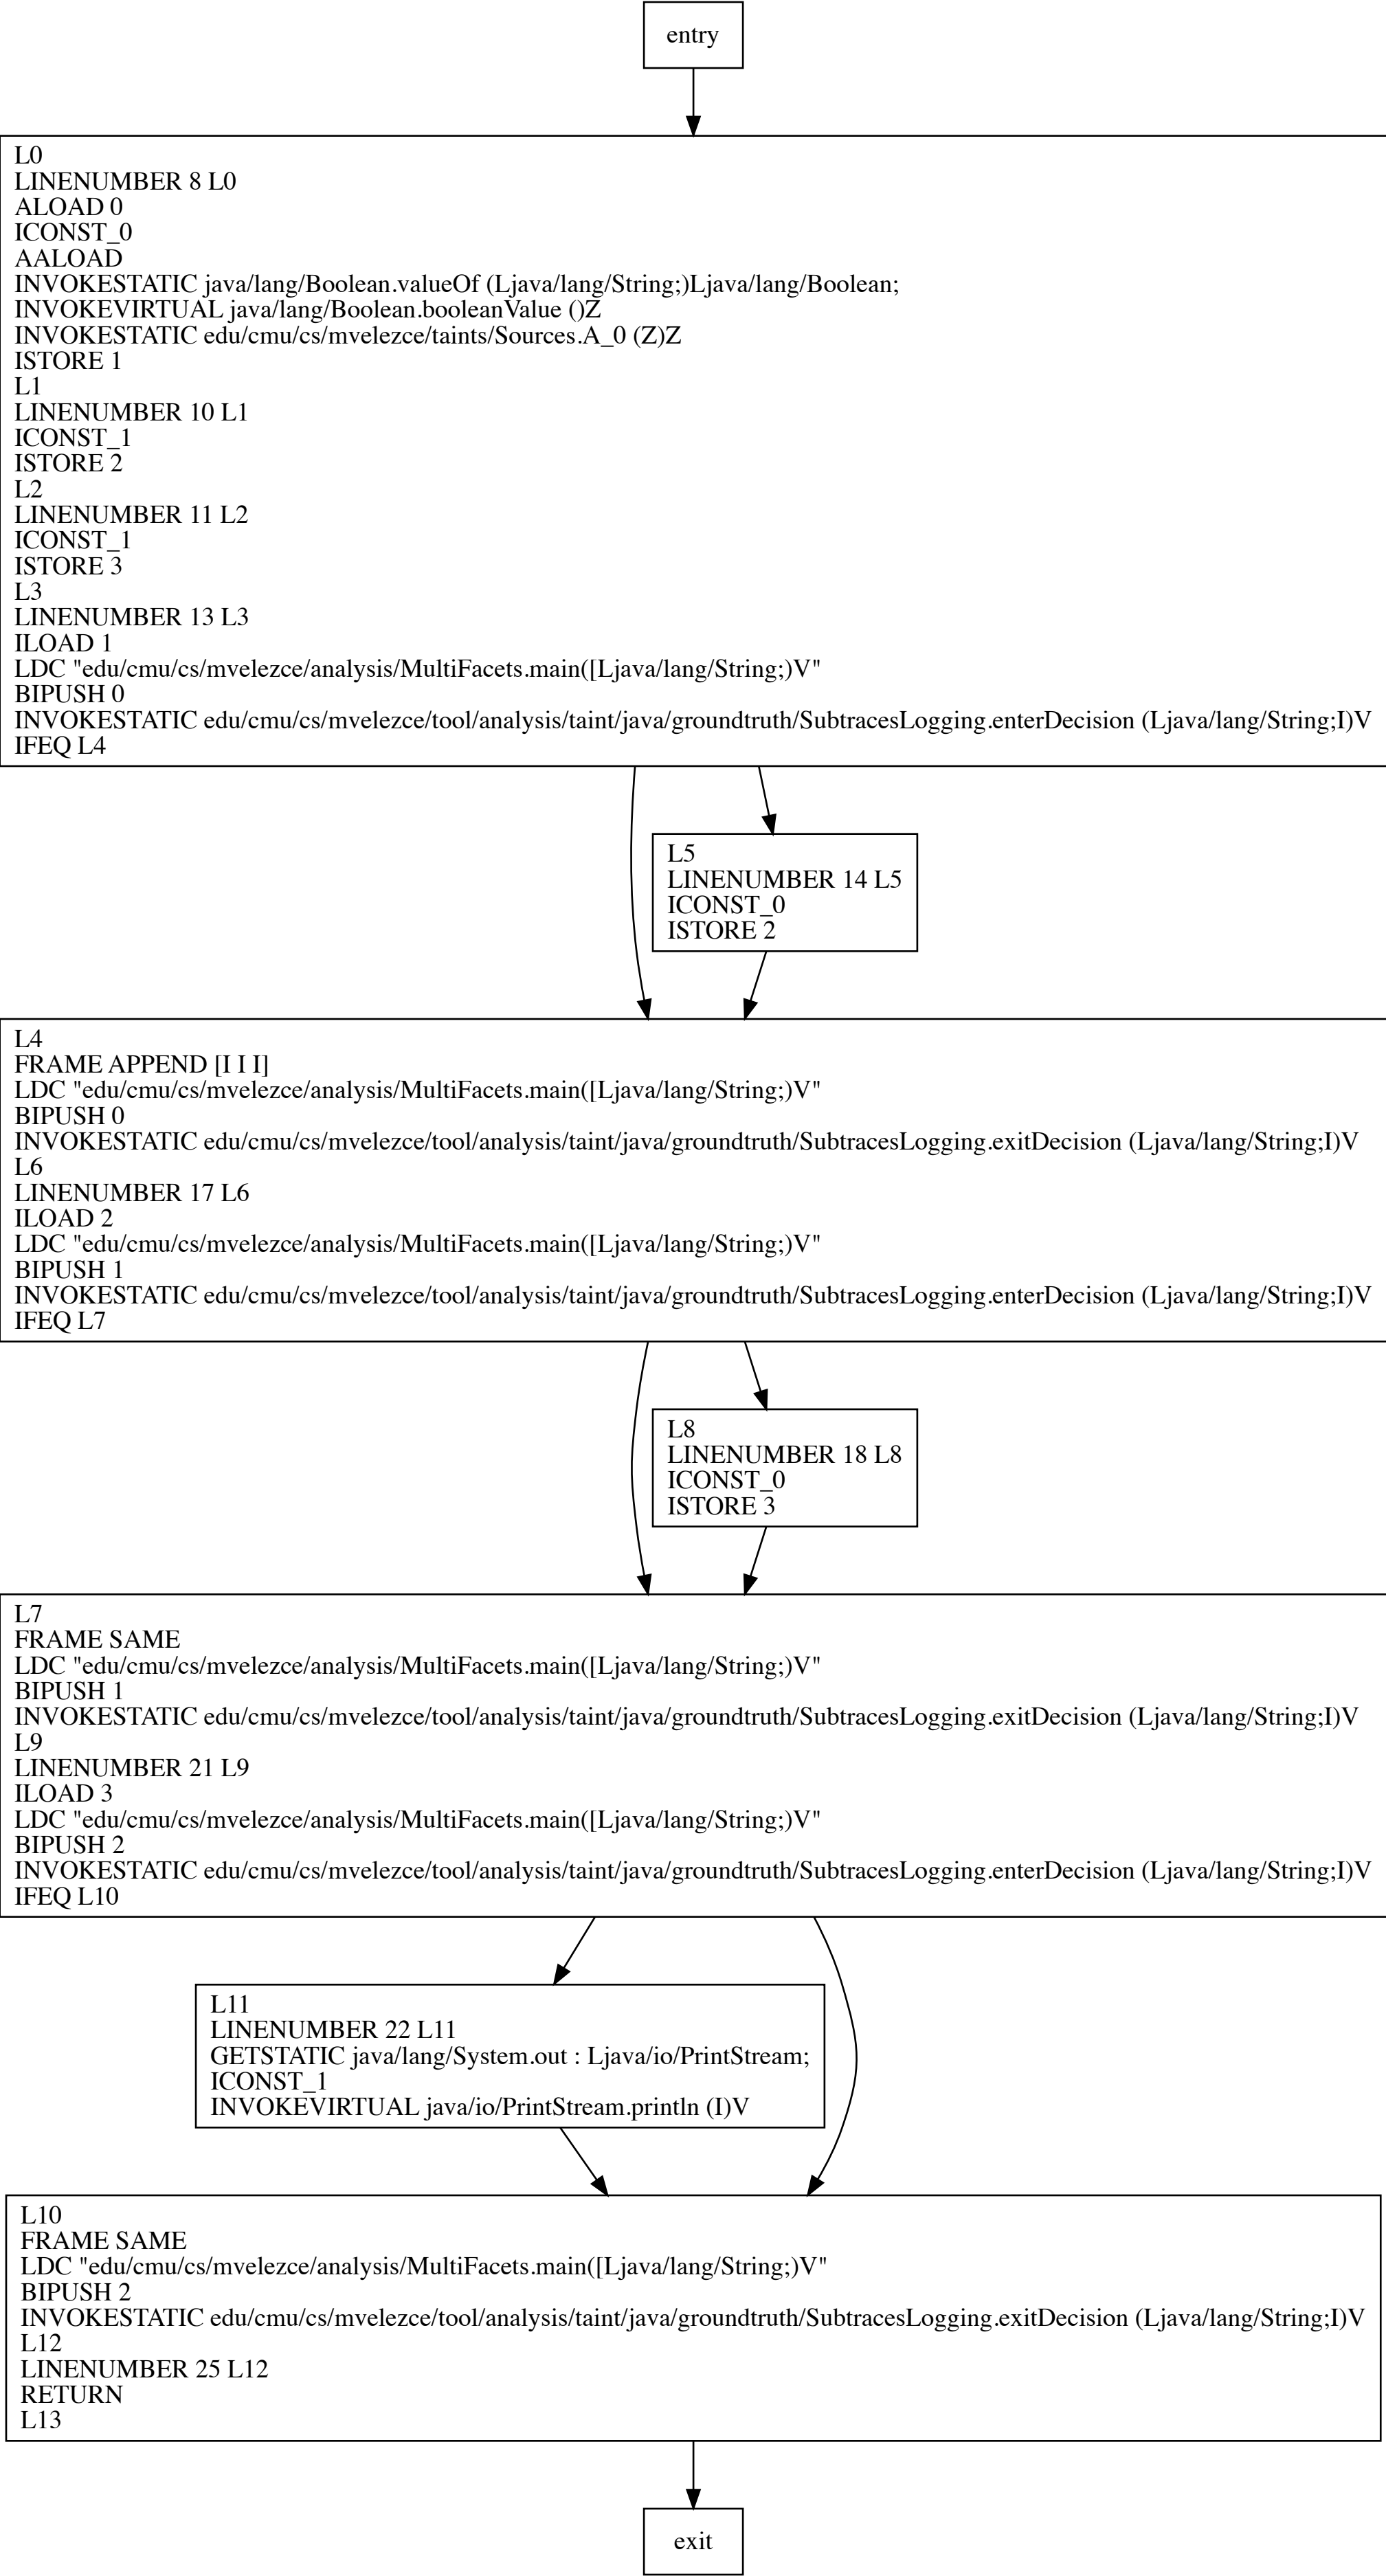 entry
L0
LINENUMBER 8 L0
ALOAD 0
ICONST_0
AALOAD
INVOKESTATIC java/lang/Boolean.valueOf (Ljava/lang/String;)Ljava/lang/Boolean;
INVOKEVIRTUAL java/lang/Boolean.booleanValue ()Z
INVOKESTATIC edu/cmu/cs/mvelezce/taints/Sources.A_0 (Z)Z
ISTORE 1
L1
LINENUMBER 10 L1
ICONST_1
ISTORE 2
L2
LINENUMBER 11 L2
ICONST_1
ISTORE 3
L3
LINENUMBER 13 L3
ILOAD 1
LDC "edu/cmu/cs/mvelezce/analysis/MultiFacets.main([Ljava/lang/String;)V"
BIPUSH 0
INVOKESTATIC edu/cmu/cs/mvelezce/tool/analysis/taint/java/groundtruth/SubtracesLogging.enterDecision (Ljava/lang/String;I)V
IFEQ L4
L5
LINENUMBER 14 L5
ICONST_0
ISTORE 2
L4
FRAME APPEND [I I I]
LDC "edu/cmu/cs/mvelezce/analysis/MultiFacets.main([Ljava/lang/String;)V"
BIPUSH 0
INVOKESTATIC edu/cmu/cs/mvelezce/tool/analysis/taint/java/groundtruth/SubtracesLogging.exitDecision (Ljava/lang/String;I)V
L6
LINENUMBER 17 L6
ILOAD 2
LDC "edu/cmu/cs/mvelezce/analysis/MultiFacets.main([Ljava/lang/String;)V"
BIPUSH 1
INVOKESTATIC edu/cmu/cs/mvelezce/tool/analysis/taint/java/groundtruth/SubtracesLogging.enterDecision (Ljava/lang/String;I)V
IFEQ L7
L8
LINENUMBER 18 L8
ICONST_0
ISTORE 3
L7
FRAME SAME
LDC "edu/cmu/cs/mvelezce/analysis/MultiFacets.main([Ljava/lang/String;)V"
BIPUSH 1
INVOKESTATIC edu/cmu/cs/mvelezce/tool/analysis/taint/java/groundtruth/SubtracesLogging.exitDecision (Ljava/lang/String;I)V
L9
LINENUMBER 21 L9
ILOAD 3
LDC "edu/cmu/cs/mvelezce/analysis/MultiFacets.main([Ljava/lang/String;)V"
BIPUSH 2
INVOKESTATIC edu/cmu/cs/mvelezce/tool/analysis/taint/java/groundtruth/SubtracesLogging.enterDecision (Ljava/lang/String;I)V
IFEQ L10
L11
LINENUMBER 22 L11
GETSTATIC java/lang/System.out : Ljava/io/PrintStream;
ICONST_1
INVOKEVIRTUAL java/io/PrintStream.println (I)V
L10
FRAME SAME
LDC "edu/cmu/cs/mvelezce/analysis/MultiFacets.main([Ljava/lang/String;)V"
BIPUSH 2
INVOKESTATIC edu/cmu/cs/mvelezce/tool/analysis/taint/java/groundtruth/SubtracesLogging.exitDecision (Ljava/lang/String;I)V
L12
LINENUMBER 25 L12
RETURN
L13
exit